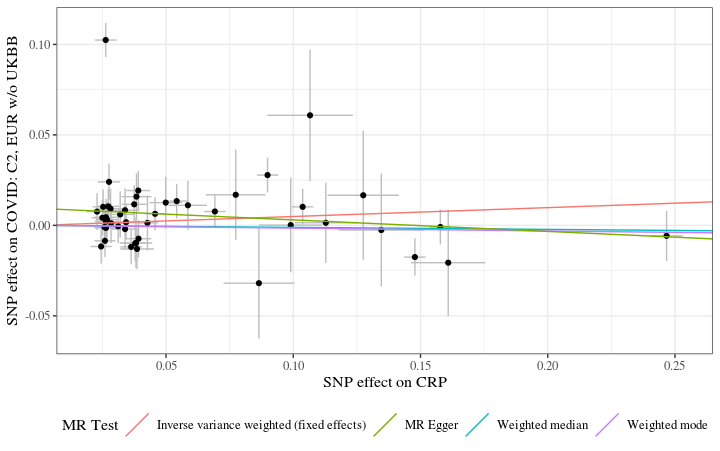 SNP effect on COVID: C2, EUR w/o UKBB
0.10
0.05
0.00
-0.05
0.05 0.10 0.15 0.20 0.25
SNP effect on CRP
MR Test Inverse variance weighted (fixed effects) MR Egger Weighted median Weighted mode